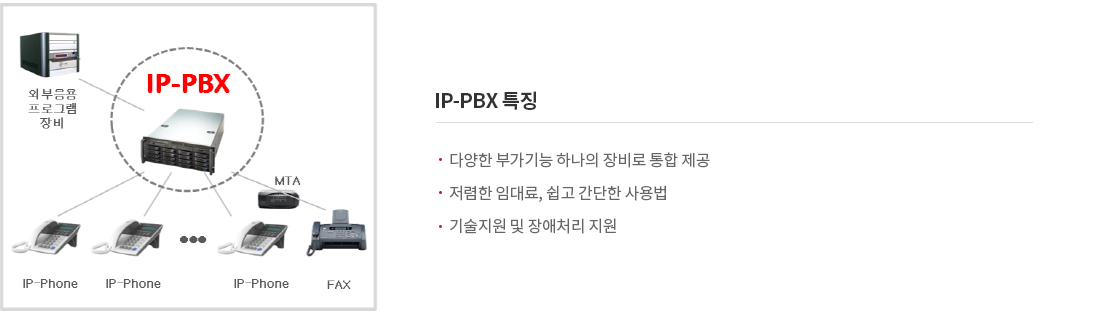 IP-PBX
외부응용
프로그램
장비
MTA
IP-Phone
IP-Phone
IP-Phone
FAX
IP-PBX 특징
다양한 부가기능 하나의 장비로 통합 제공
저렴한 임대료, 쉽고 간단한 사용법
기술지원 및 장애처리 지원